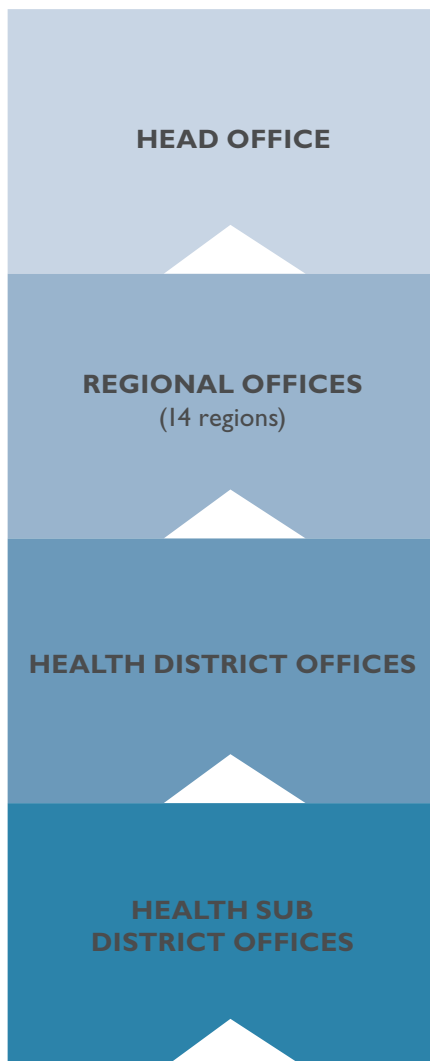 HEAD OFFICE
REGIONAL OFFICES
(14 regions)
HEALTH DISTRICT OFFICES
HEALTH SUB
DISTRICT OFFICES